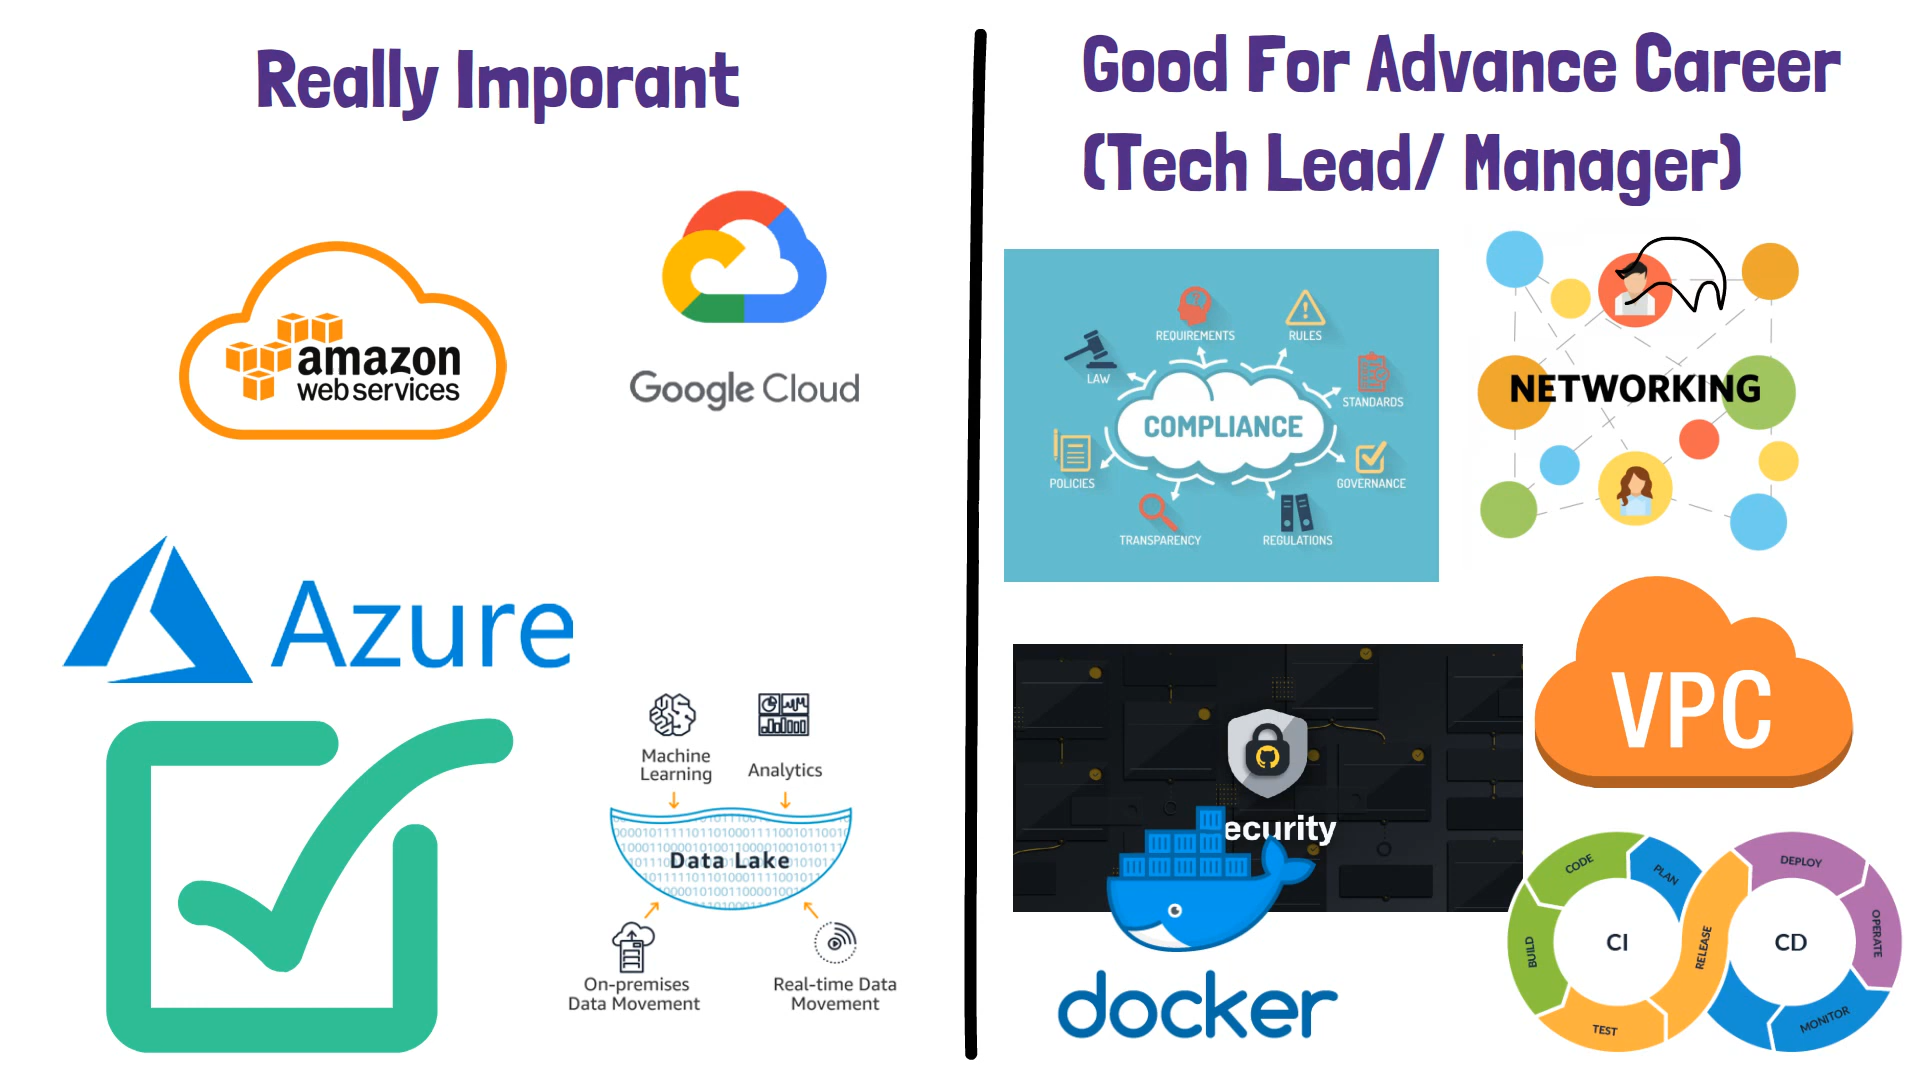 Really Imporant
amazon
web services
Google Cloud
Azure
Machine
Learning
Analytics
Data Lake
On-premises
Data Movement
Real-time Data
Movement
Good For Advance Career
(Tech Lead/ Manager)
REQUIREMENTS
RULES
LAW
STANDARDS
COMPLIANCE
POLICIES
GOVERNANCE
TRANSPARENCY
REGULATIONS
NETWORKING
ecurity
VPC
docker
CODE
PLAN
BUILD
TEST
RELEASE
DEPLOY
OPERATE
MONITOR
CI
CD